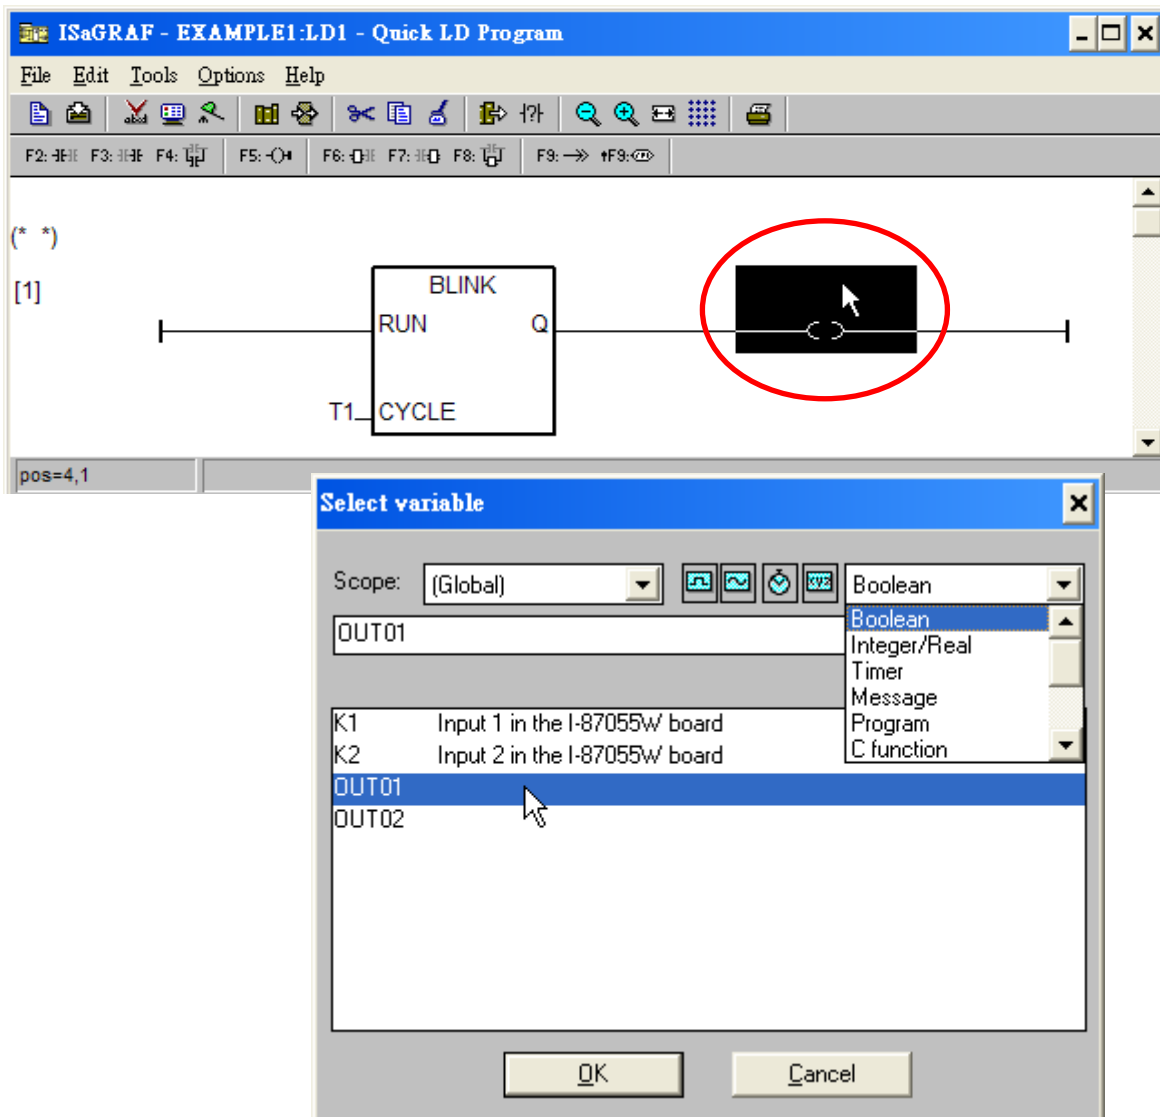 ISaGRAF - EXAMPLE1:LD1 - Quick LD Program
File Edit Tools Options Help
F2: F3: F4: F5: F6: F7: F8: F9: F9:
(* *)
[1]
BLINK
RUN Q
T1 CYCLE
pos=4,1
Select variable
Scope: (Global) xyz Boolean
OUT01
Boolean
Integer/Real
Timer
Message
Program
C function
K1 Input 1 in the I-87055W board
K2 Input 2 in the I-87055W board
OUT01
OUT02
OK Cancel